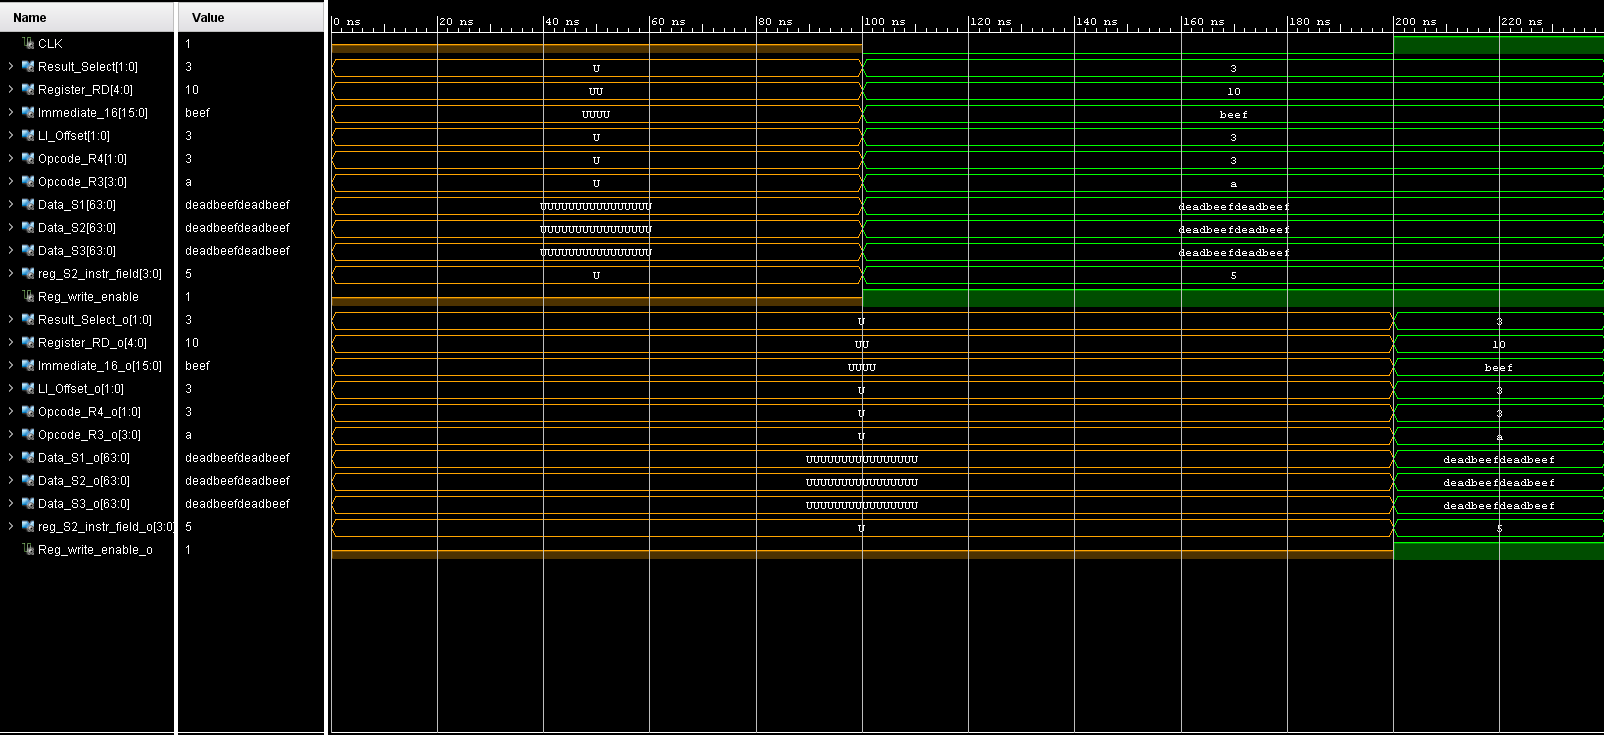 Name Value 0 ns 20 ns 40 ns 60 ns 80 ns 100 ns 120 ns 140 ns 160 ns 180 ns 200 ns 220 ns
CLK 1
Result_Select[1:0] 3 U 3
Register_RD[4:0] 10 UU 10
Immediate_16[15:0] beef UUUU beef
LI_Offset[1:0] 3 U 3
Opcode_R4[1:0] 3 U 3
Opcode_R3[3:0] a U a
Data_S1[63:0] deadbeefdeadbeef UUUUUUUUUUUUUUUU deadbeefdeadbeef
Data_S2[63:0] deadbeefdeadbeef UUUUUUUUUUUUUUUU deadbeefdeadbeef
Data_S3[63:0] deadbeefdeadbeef UUUUUUUUUUUUUUUU deadbeefdeadbeef
reg_S2_instr_field[3:0] 5 U 5
Reg_write_enable 1
Result_Select_o[1:0] 3 U 3
Register_RD_o[4:0] 10 UU 10
Immediate_16_o[15:0] beef UUUU beef
LI_Offset_o[1:0] 3 U 3
Opcode_R4_o[1:0] 3 U 3
Opcode_R3_o[3:0] a U a
Data_S1_o[63:0] deadbeefdeadbeef UUUUUUUUUUUUUUUU deadbeefdeadbeef
Data_S2_o[63:0] deadbeefdeadbeef UUUUUUUUUUUUUUUU deadbeefdeadbeef
Data_S3_o[63:0] deadbeefdeadbeef UUUUUUUUUUUUUUUU deadbeefdeadbeef
reg_S2_instr_field_o[3:0] 5 U 5
Reg_write_enable_o 1